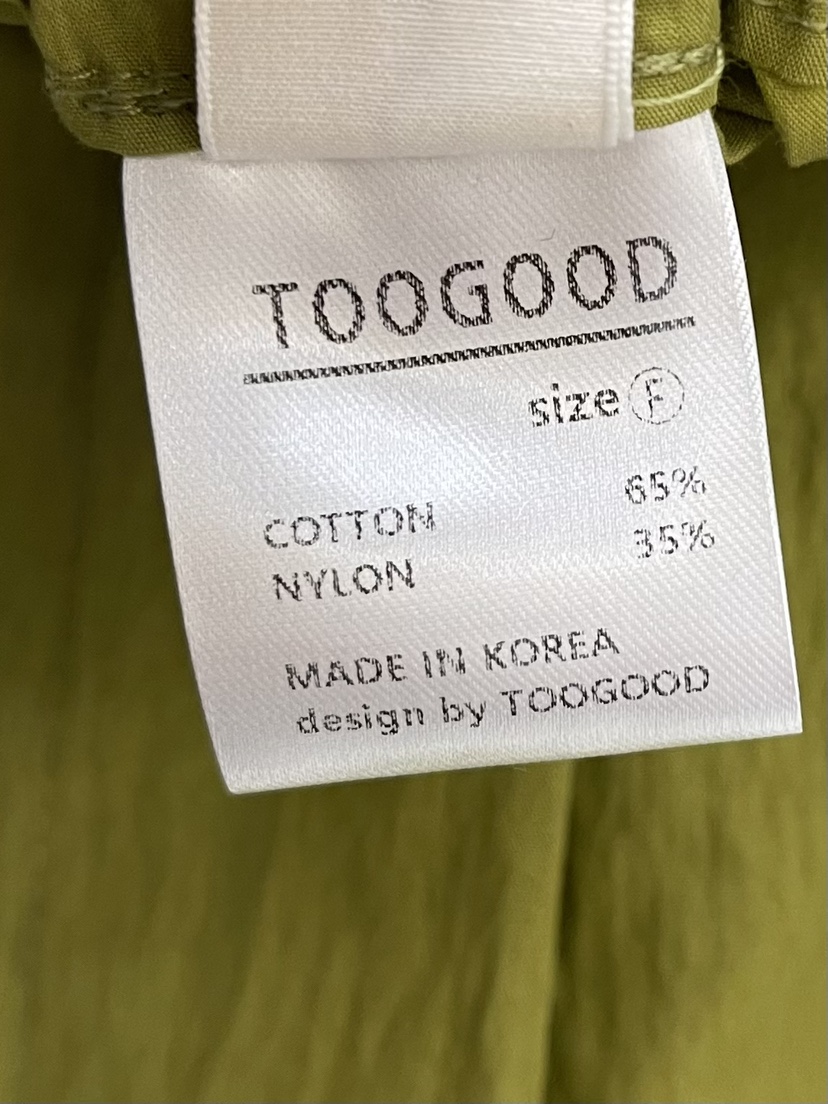 TOOGOOD
size Ⓕ
COTTON 65%
NYLON 35%
MADE IN KOREA
design by TOOGOOD